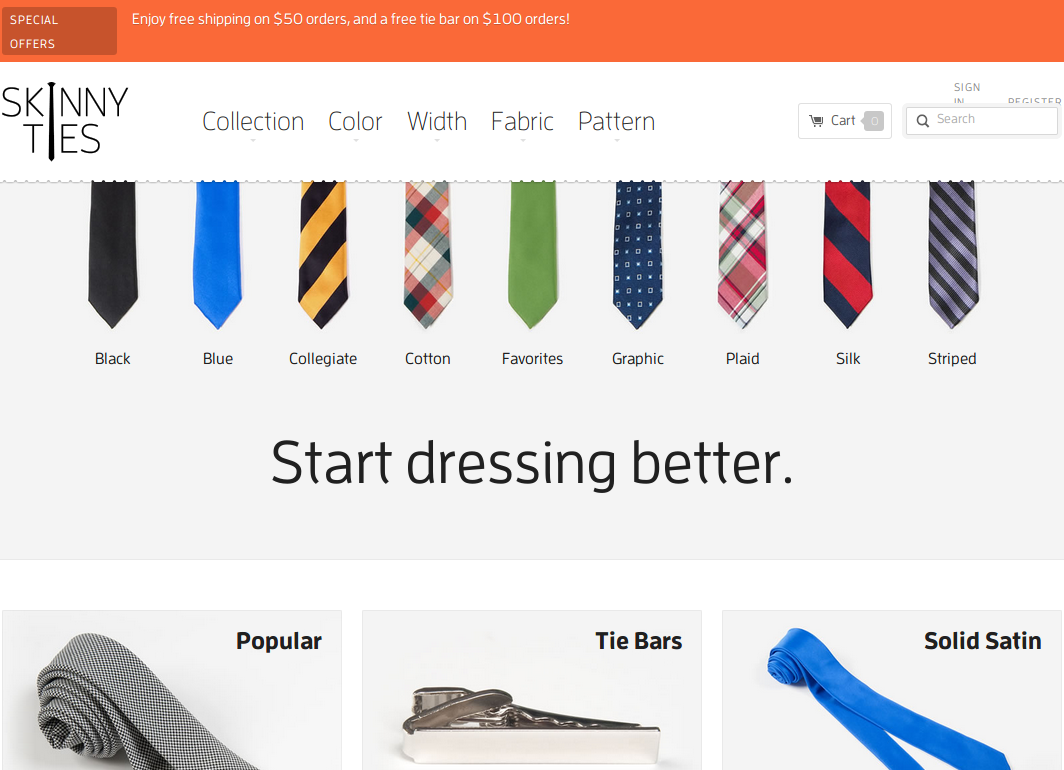 SPECIAL
OFFERS
Enjoy free shipping on $50 orders, and a free tie bar on $100 orders!
SKINNY
TIES
Collection
Color
Width
Fabric
Pattern
Cart
0
SIGN
IN
REGISTER
Search
Black
Blue
Collegiate
Cotton
Favorites
Graphic
Plaid
Silk
Striped
Start dressing better.
Popular
Tie Bars
Solid Satin